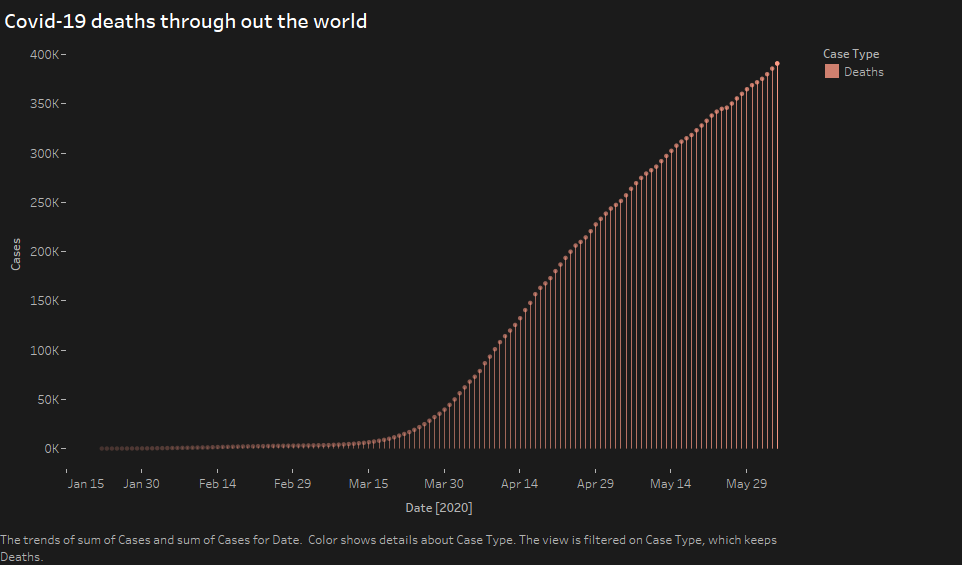 Covid-19 deaths through out the world
Case Type
Deaths
400K
350K
300K
250K
200K
150K
100K
50K
0K
Cases
Jan 15 Jan 30 Feb 14 Feb 29 Mar 15 Mar 30 Apr 14 Apr 29 May 14 May 29
Date [2020]
The trends of sum of Cases and sum of Cases for Date.  Color shows details about Case Type. The view is filtered on Case Type, which keeps
Deaths.